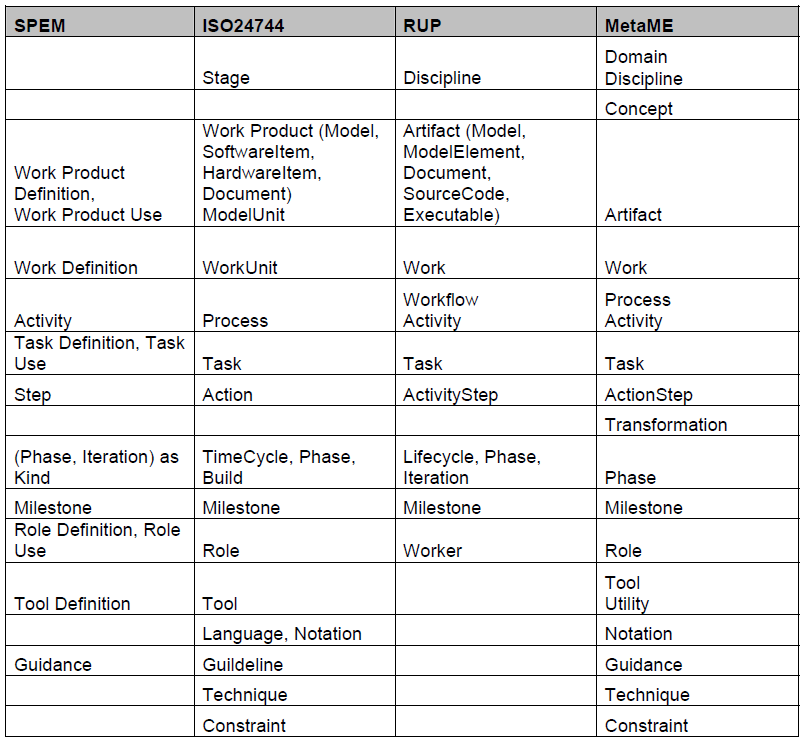 SPEM ISO24744 RUP MetaME
Domain
Stage Discipline Discipline
Concept
Work Product (Model, Artifact (Model,
SoftwareItem, ModelElement,
Work Product HardwareItem, Document,
Definition, Document) SourceCode,
Work Product Use ModelUnit Executable) Artifact
Work Definition WorkUnit Work Work
Workflow Process
Activity Process Activity Activity
Task Definition, Task
Use Task Task Task
Step Action ActivityStep ActionStep
Transformation
(Phase, Iteration) as TimeCycle, Phase, Lifecycle, Phase,
Kind Build Iteration Phase
Milestone Milestone Milestone Milestone
Role Definition, Role
Use Role Worker Role
Tool
Tool Definition Tool Utility
Language, Notation Notation
Guidance Guildeline Guidance
Technique Technique
Constraint Constraint